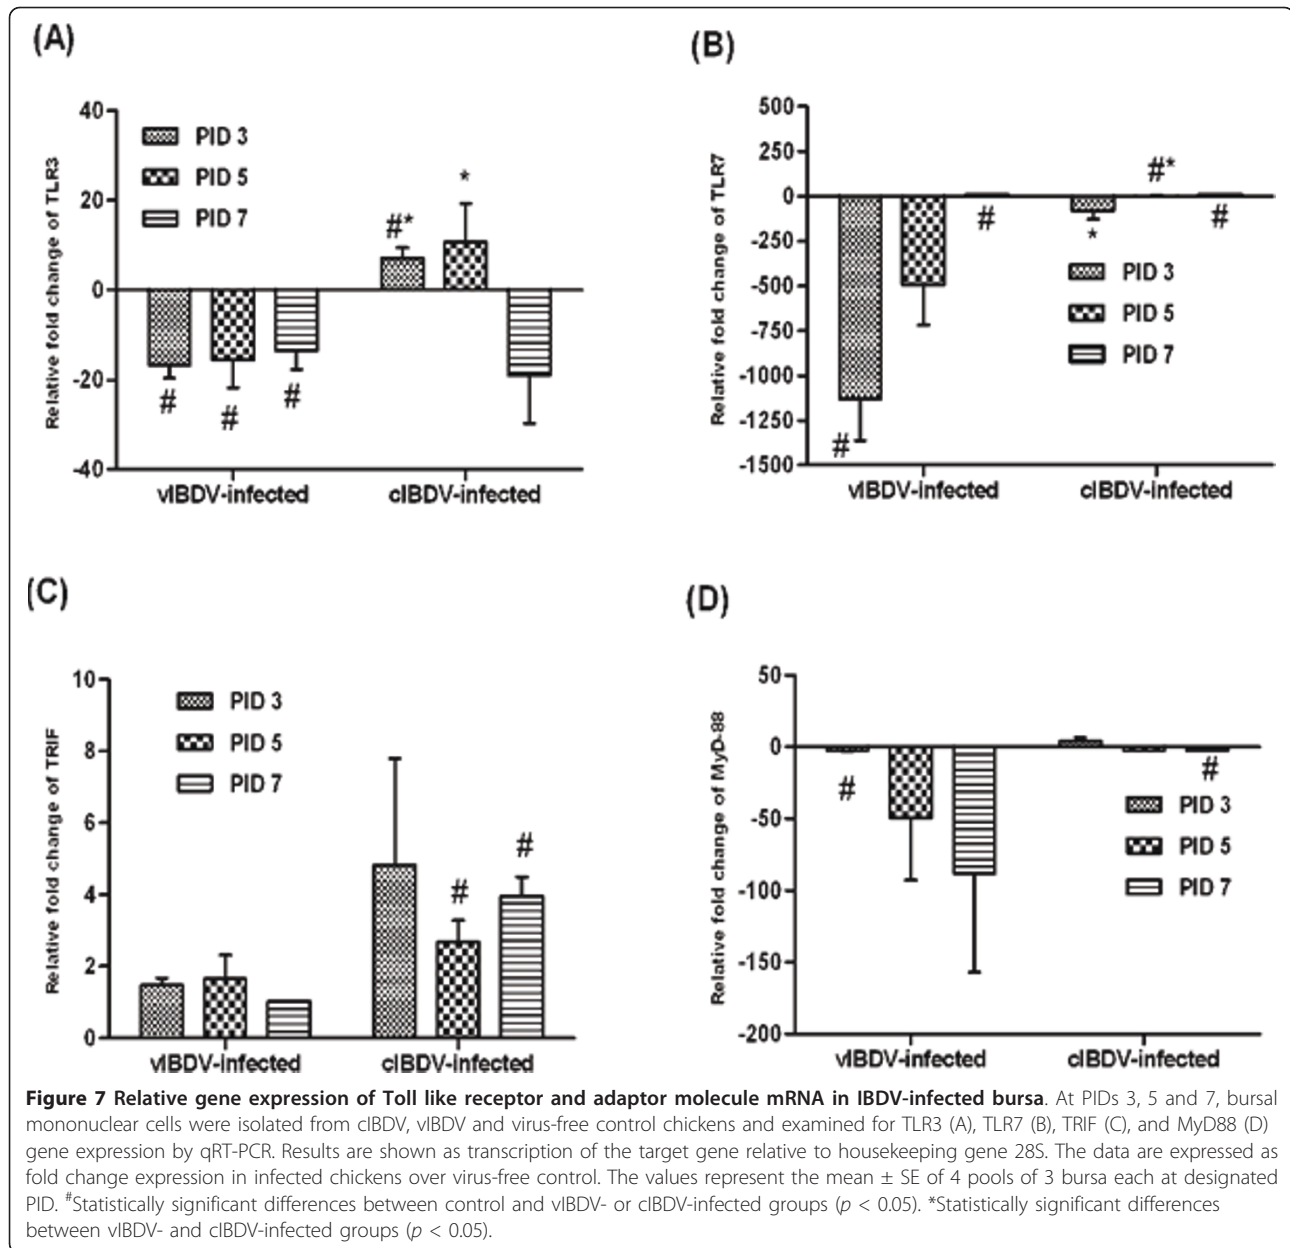 (A)
Relative fold change of TLR3
40
20
0
-20
-40
PID 3
PID 5
PID 7
#*
*
#
#
#
vIBDV-infected
cIBDV-infected
(B)
Relative fold change of TLR7
500
250
0
-250
-500
-750
-1000
-1250
-1500
#*
#
#
*
#
PID 3
PID 5
PID 7
vIBDV-infected
cIBDV-infected
(C)
Relative fold change of TRIF
10
8
6
4
2
0
PID 3
PID 5
PID 7
#
#
vIBDV-infected
cIBDV-infected
(D)
Relative fold change of MyD-88
50
0
-50
-100
-150
-200
#
#
PID 3
PID 5
PID 7
vIBDV-infected
cIBDV-infected
Figure 7 Relative gene expression of Toll like receptor and adaptor molecule mRNA in IBDV-infected bursa. At PIDs 3, 5 and 7, bursal
mononuclear cells were isolated from cIBDV, vIBDV and virus-free control chickens and examined for TLR3 (A), TLR7 (B), TRIF (C), and MyD88 (D)
gene expression by qRT-PCR. Results are shown as transcription of the target gene relative to housekeeping gene 28S. The data are expressed as
fold change expression in infected chickens over virus-free control. The values represent the mean ± SE of 4 pools of 3 bursa each at designated
PID. #Statistically significant differences between control and vIBDV- or cIBDV-infected groups (p < 0.05). *Statistically significant differences
between vIBDV- and cIBDV-infected groups (p < 0.05).